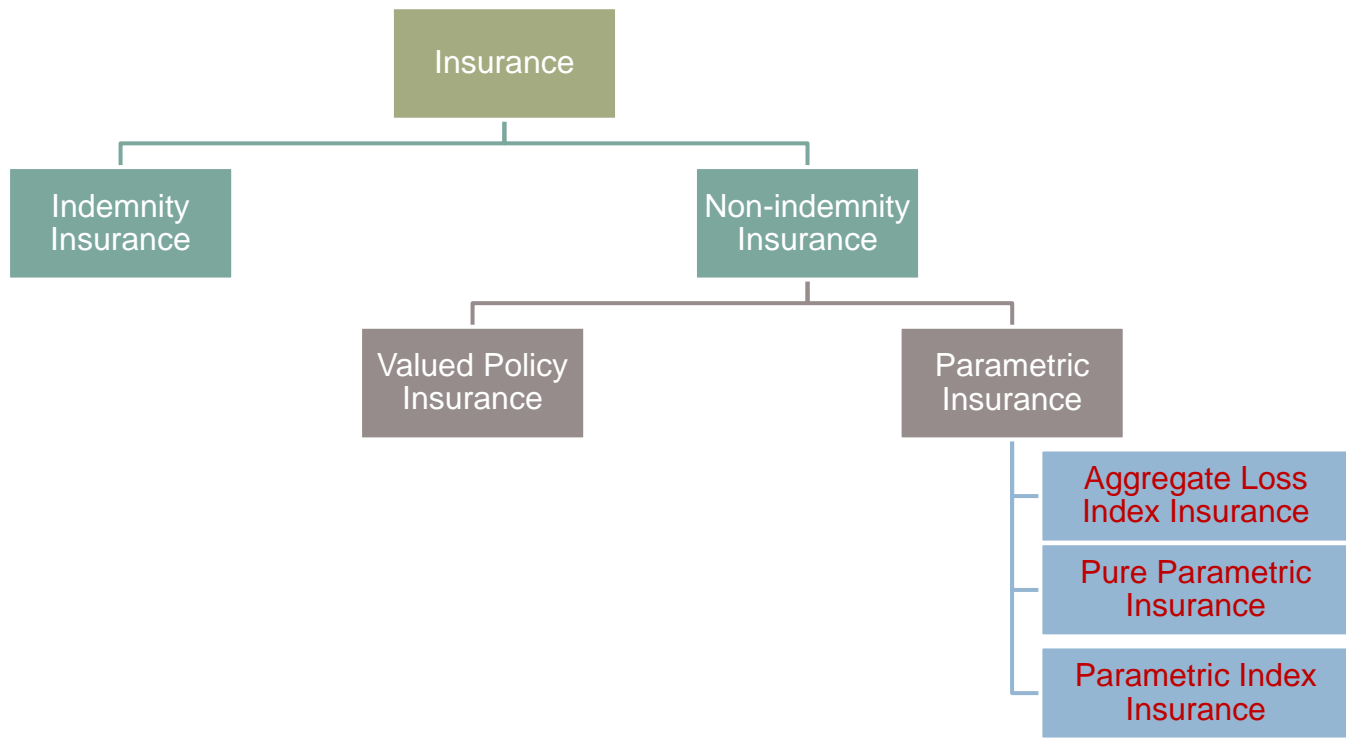 Insurance
Indemnity
Insurance
Non-indemnity
Insurance
Valued Policy
Insurance
Parametric
Insurance
Aggregate Loss
Index Insurance
Pure Parametric
Insurance
Parametric Index
Insurance